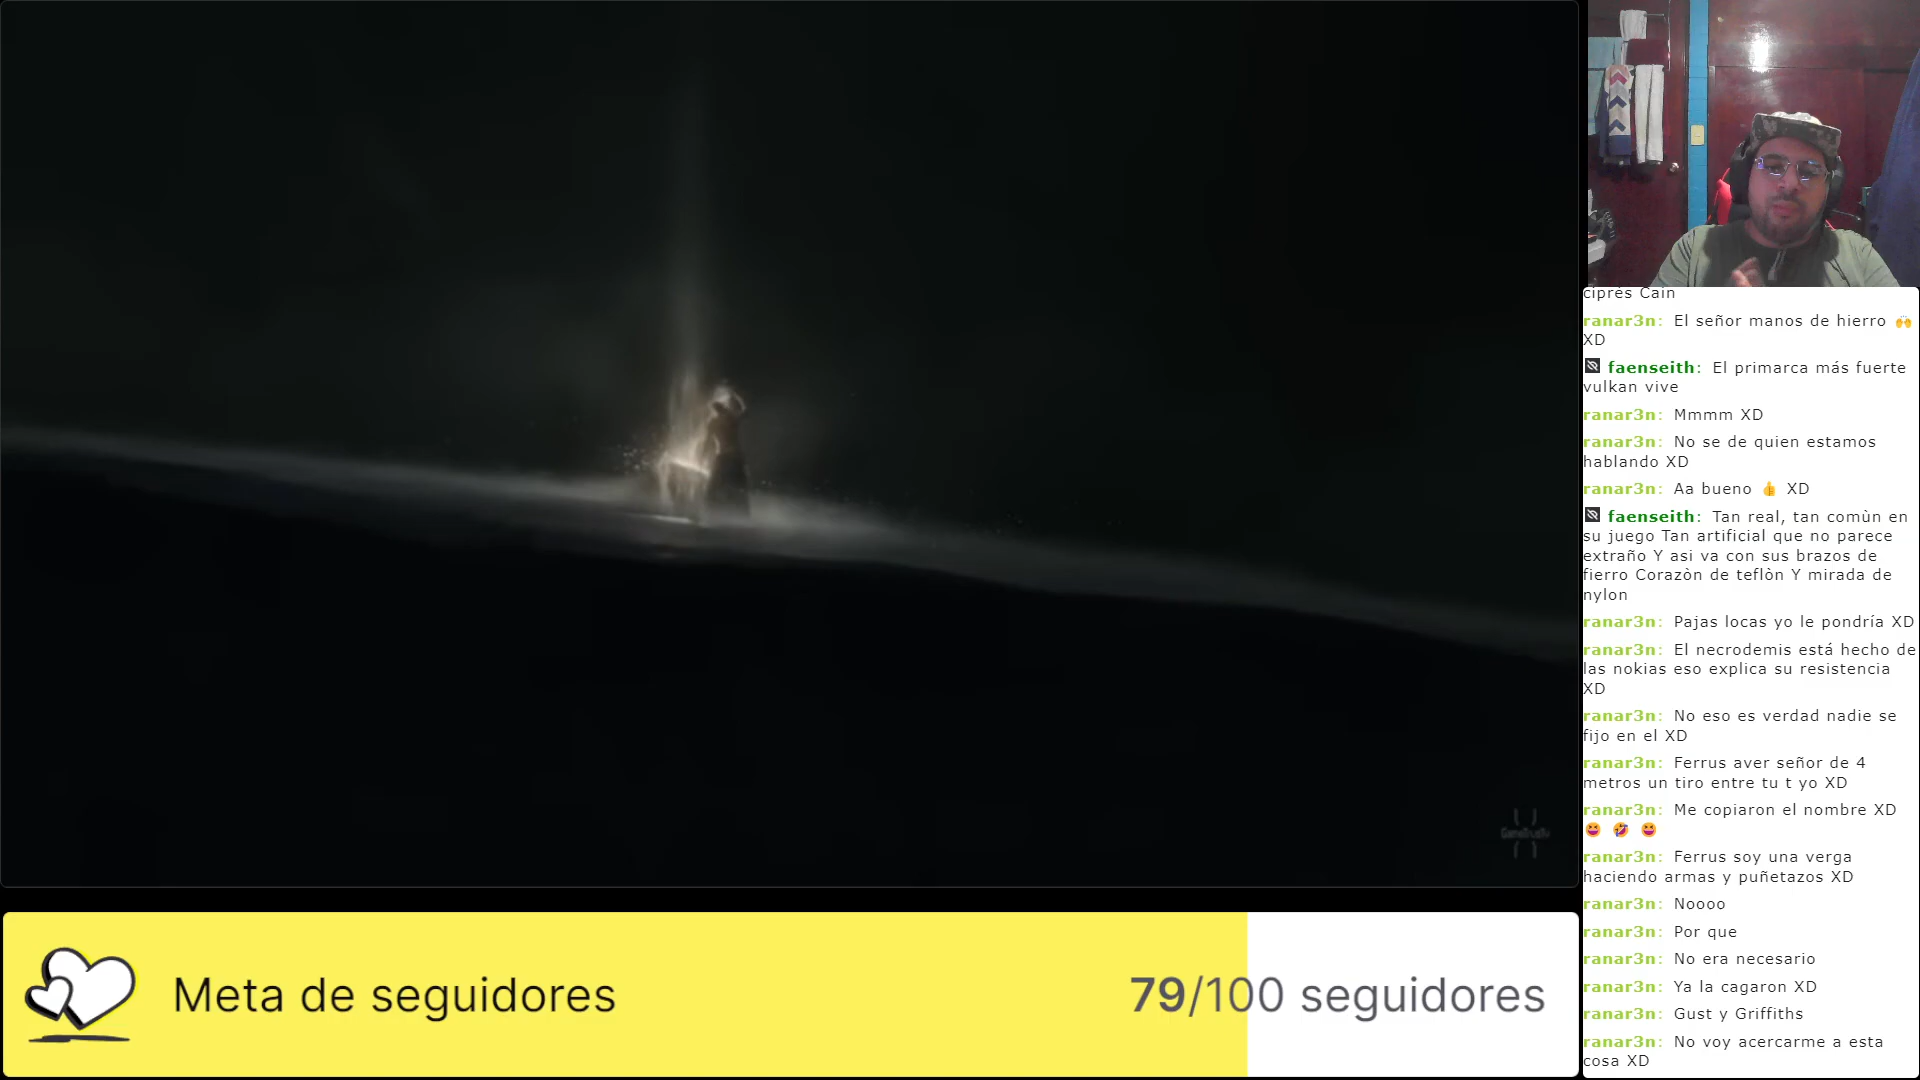 ciprés Cain
ranar3n: El señor manos de hierro 🙌
XD
faenseith: El primarca más fuerte
vulkan vive
ranar3n: Mmmm XD
ranar3n: No se de quien estamos
hablando XD
ranar3n: Aa bueno 👍 XD
faenseith: Tan real, tan comùn en
su juego Tan artificial que no parece
extraño Y asi va con sus brazos de
fierro Corazòn de teflòn Y mirada de
nylon
ranar3n: Pajas locas yo le pondría XD
ranar3n: El necrodemis está hecho de
las nokias eso explica su resistencia
XD
ranar3n: No eso es verdad nadie se
fijo en el XD
ranar3n: Ferrus aver señor de 4
metros un tiro entre tu t yo XD
ranar3n: Me copiaron el nombre XD
😆 🤣 😆
ranar3n: Ferrus soy una verga
haciendo armas y puñetazos XD
ranar3n: Noooo
ranar3n: Por que
ranar3n: No era necesario
ranar3n: Ya la cagaron XD
ranar3n: Gust y Griffiths
ranar3n: No voy acercarme a esta
cosa XD
Meta de seguidores
79/100 seguidores